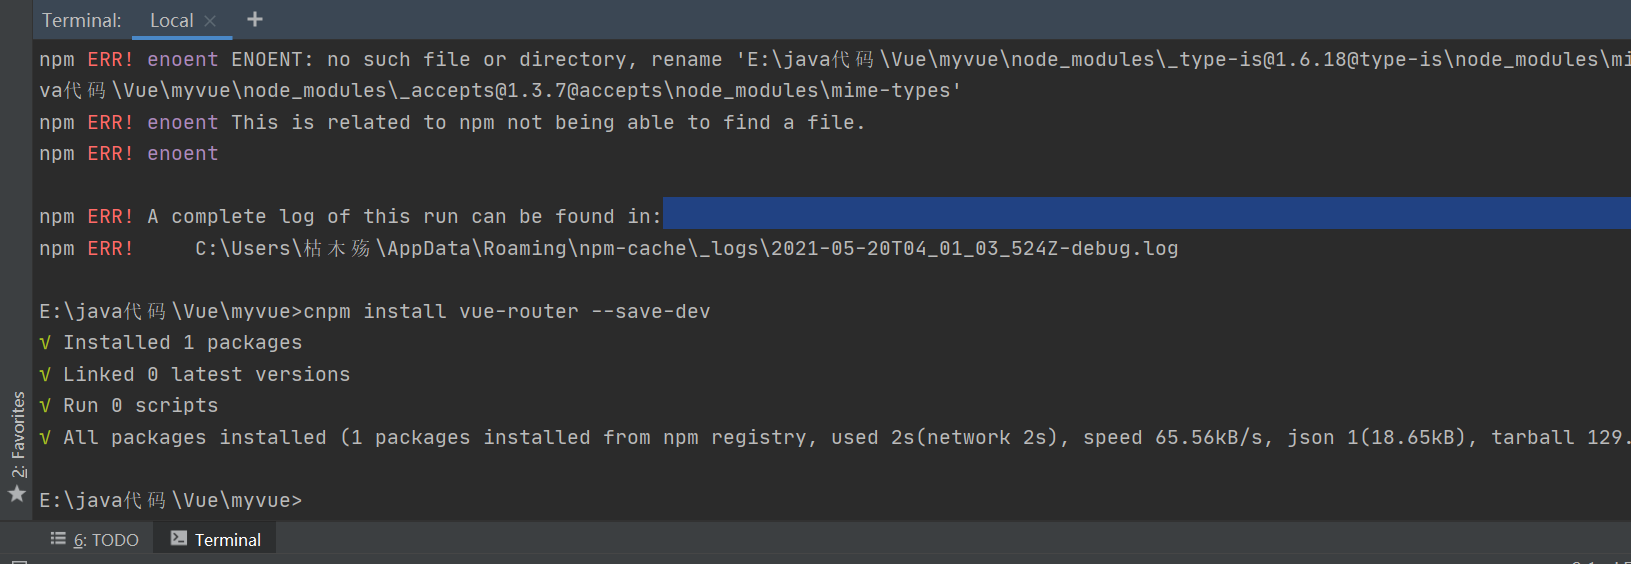 Terminal: Local × +
npm ERR! enoent ENOENT: no such file or directory, rename 'E:\java代码\Vue\myvue\node_modules\_type-is@1.6.18@type-is\node_modules\mi
va代码\Vue\myvue\node_modules\_accepts@1.3.7@accepts\node_modules\mime-types'
npm ERR! enoent This is related to npm not being able to find a file.
npm ERR! enoent
npm ERR! A complete log of this run can be found in:
npm ERR!     C:\Users\枯木殇\AppData\Roaming\npm-cache\_logs\2021-05-20T04_01_03_524Z-debug.log
E:\java代码\Vue\myvue>cnpm install vue-router --save-dev
√ Installed 1 packages
√ Linked 0 latest versions
√ Run 0 scripts
√ All packages installed (1 packages installed from npm registry, used 2s(network 2s), speed 65.56kB/s, json 1(18.65kB), tarball 129.
E:\java代码\Vue\myvue>
2: Favorites
6: TODO Terminal